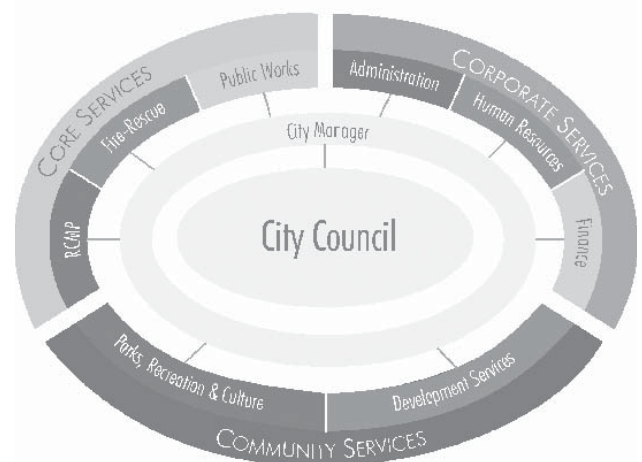 CORE SERVICES
Public Works
Fire-Rescue
RCMP
CORPORATE SERVICES
Administration
Human Resources
Finance
City Manager
City Council
Parks, Recreation & Culture
Development Services
COMMUNITY SERVICES